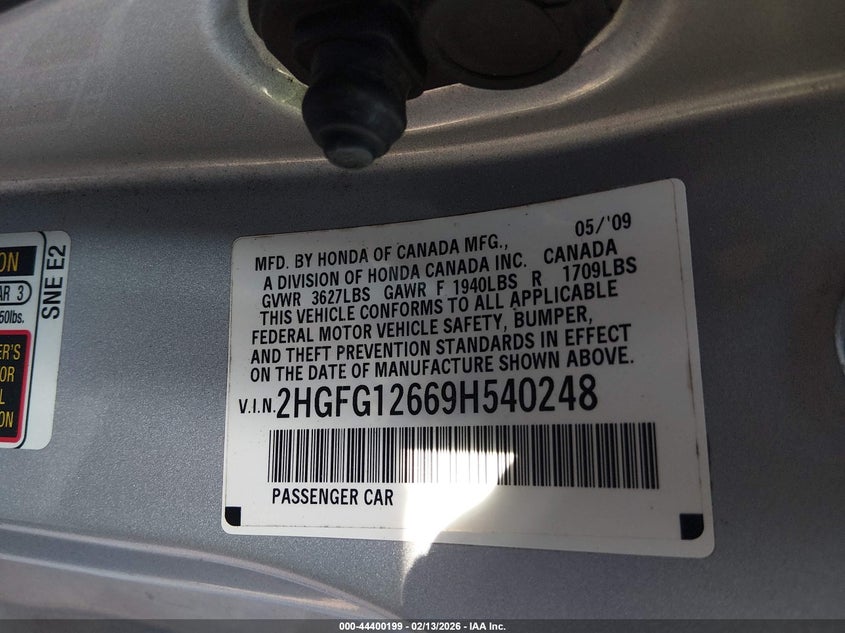 05/'09
MFD. BY HONDA OF CANADA MFG.,
A DIVISION OF HONDA CANADA INC. CANADA
GVWR 3627LBS GAWR F 1940LBS R 1709LBS
THIS VEHICLE CONFORMS TO ALL APPLICABLE
FEDERAL MOTOR VEHICLE SAFETY, BUMPER,
AND THEFT PREVENTION STANDARDS IN EFFECT
ON THE DATE OF MANUFACTURE SHOWN ABOVE.
V.I.N. 2HGFG12669H540248
PASSENGER CAR
SNE E2
3
50lbs.
000-44400199 - 02/13/2026 - IAA Inc.